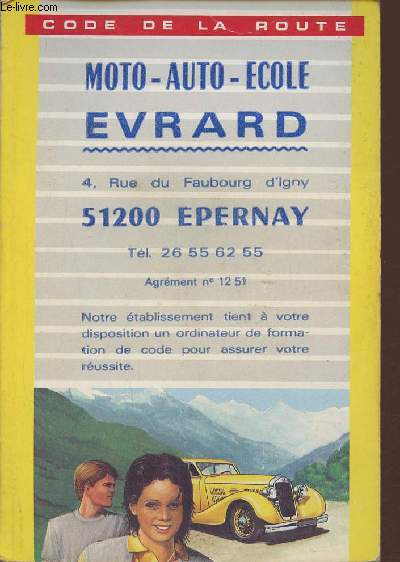 Le-livre.com
CODE DE LA ROUTE
MOTO-AUTO-ECOLE
EVRARD
4, Rue du Faubourg d'Igny
51200 EPERNAY
Tél. 26 55 62 55
Agrément n° 12 51
Notre établissement tient à votre
disposition un ordinateur de forma-
tion de code pour assurer votre
réussite.